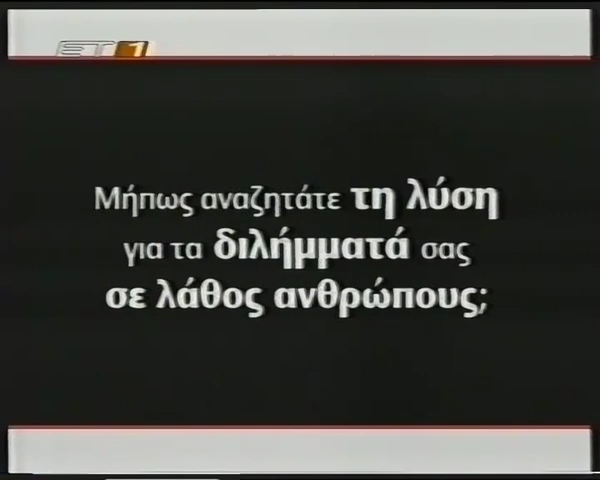 ET1
Μήπως αναζητάτε τη λύση
για τα διλήμματά σας
σε λάθος ανθρώπους;